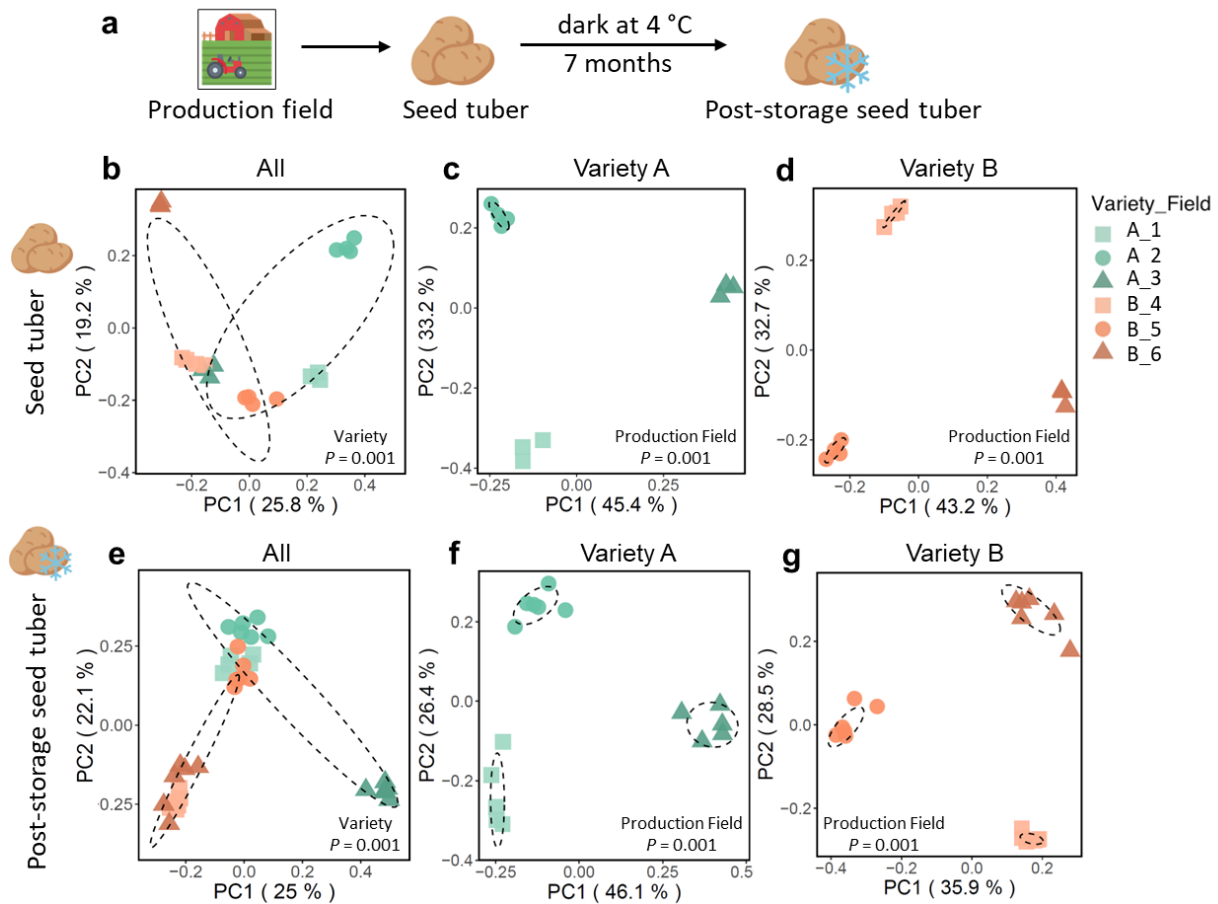 a
dark at 4 °C
7 months
Production field
Seed tuber
Post-storage seed tuber
b
All
c
Variety A
d
Variety B
Seed tuber
PC2 ( 19.2 % )
0.2
0.0
−0.2
−0.4
Variety
P = 0.001
−0.2
0.0
0.2
0.4
PC1 ( 25.8 % )
PC2 ( 33.2 % )
0.2
0.0
−0.2
−0.4
Production Field
P = 0.001
−0.25
0.00
0.25
PC1 ( 45.4 % )
PC2 ( 32.7 % )
0.2
0.0
−0.2
Production Field
P = 0.001
−0.2
0.0
0.2
0.4
PC1 ( 43.2 % )
Variety_Field
A_1
A_2
A_3
B_4
B_5
B_6
e
All
f
Variety A
g
Variety B
Post-storage seed tuber
PC2 ( 22.1 % )
0.25
0.00
0.25
Variety
P = 0.001
−0.2
0.0
0.2
0.4
PC1 ( 25 % )
PC2 ( 26.4 % )
0.2
0.0
−0.2
−0.4
Production Field
P = 0.001
−0.25
0.00
0.25
0.5
PC1 ( 46.1 % )
PC2 ( 28.5 % )
0.2
0.0
−0.2
Production Field
P = 0.001
−0.4
−0.2
0.0
0.2
PC1 ( 35.9 % )